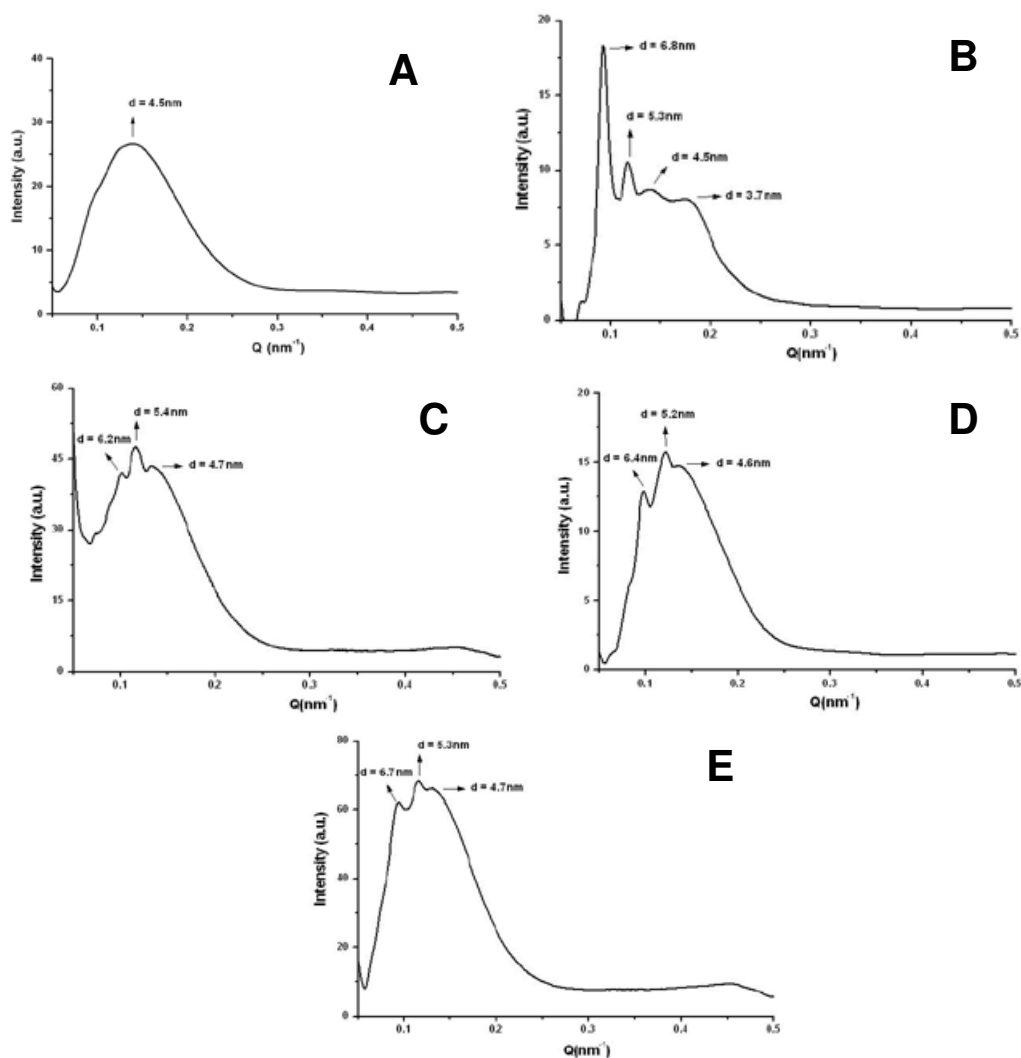 A
40
30
20
10
0
Intensity (a.u.)
d = 4.5nm
0.1 0.2 0.3 0.4 0.5
Q (nm⁻¹)
B
20
15
10
5
0
Intensity (a.u.)
d = 6.8nm
d = 5.3nm
d = 4.5nm
d = 3.7nm
0.1 0.2 0.3 0.4 0.5
Q(nm⁻¹)
C
60
45
30
15
0
Intensity (a.u.)
d = 5.4nm
d = 6.2nm
d = 4.7nm
0.1 0.2 0.3 0.4 0.5
Q(nm⁻¹)
D
20
15
10
5
0
Intensity (a.u.)
d = 5.2nm
d = 6.4nm
d = 4.6nm
0.1 0.2 0.3 0.4 0.5
Q(nm⁻¹)
E
80
60
40
20
0
Intensity (a.u.)
d = 5.3nm
d = 6.7nm
d = 4.7nm
0.1 0.2 0.3 0.4 0.5
Q(nm⁻¹)